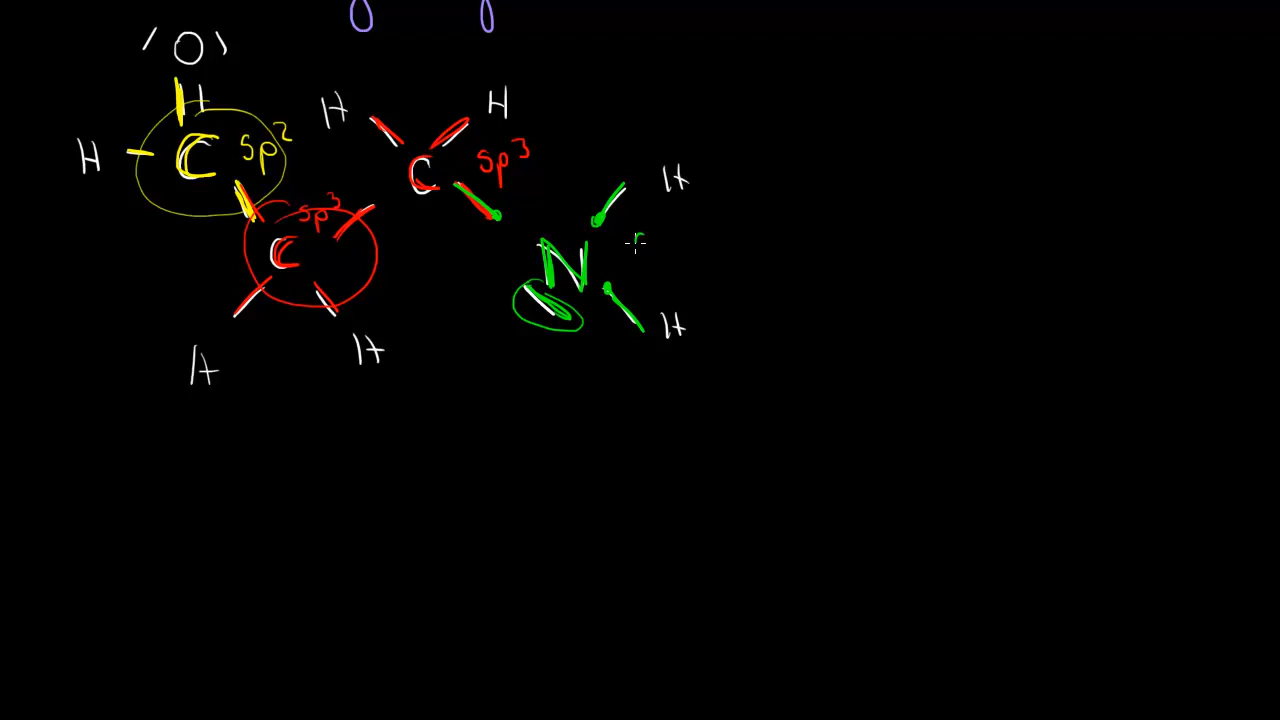 O
H H
H C sp² C sp³ H
sp³
C N
H H H